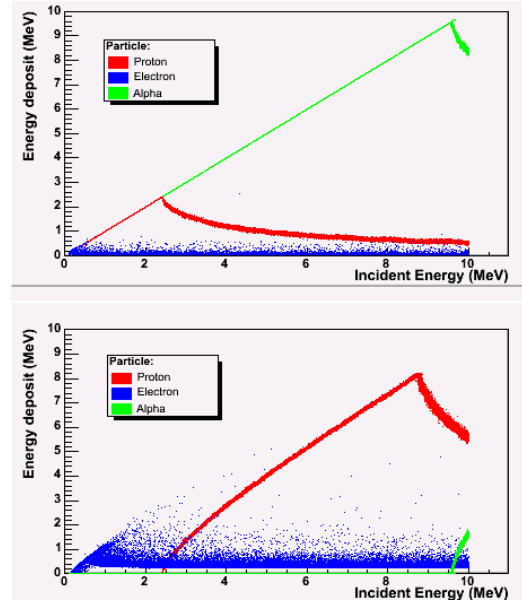 10
9
8
7
6
5
4
3
2
1
0
Energy deposit (MeV)
Particle:
Proton
Electron
Alpha
0 2 4 6 8 10
Incident Energy (MeV)
10
9
8
7
6
5
4
3
2
1
0
Energy deposit (MeV)
Particle:
Proton
Electron
Alpha
0 2 4 6 8 10
Incident Energy (MeV)